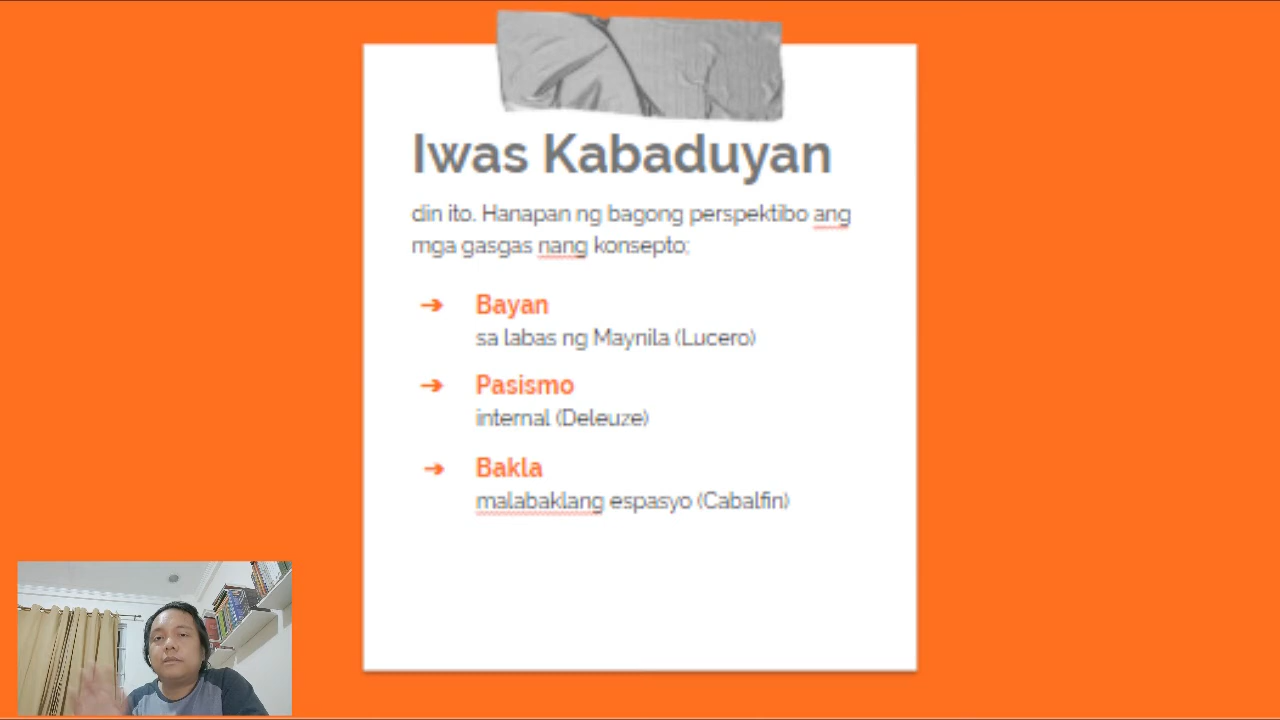 Iwas Kabaduyan
din ito. Hanapan ng bagong perspektibo ang
mga gasgas nang konsepto;
➔ Bayan
sa labas ng Maynila (Lucero)
➔ Pasismo
internal (Deleuze)
➔ Bakla
malabaklang espasyo (Cabalfin)